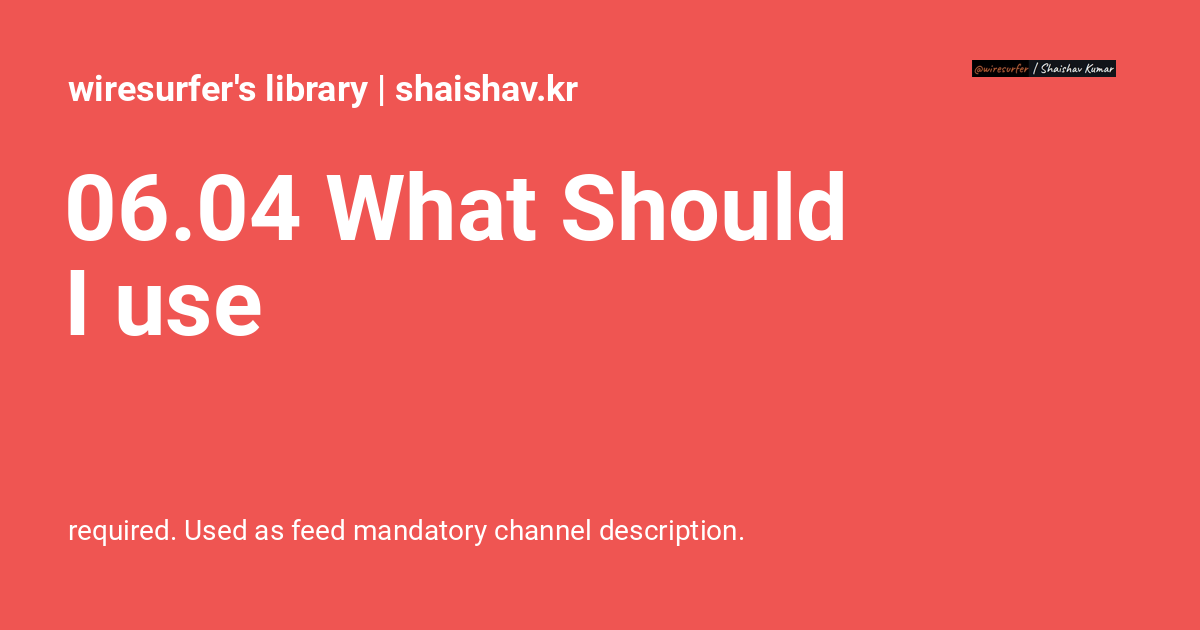 wiresurfer's library | shaishav.kr
@wiresurfer | Shaishav Kumar
06.04 What Should
I use
required. Used as feed mandatory channel description.